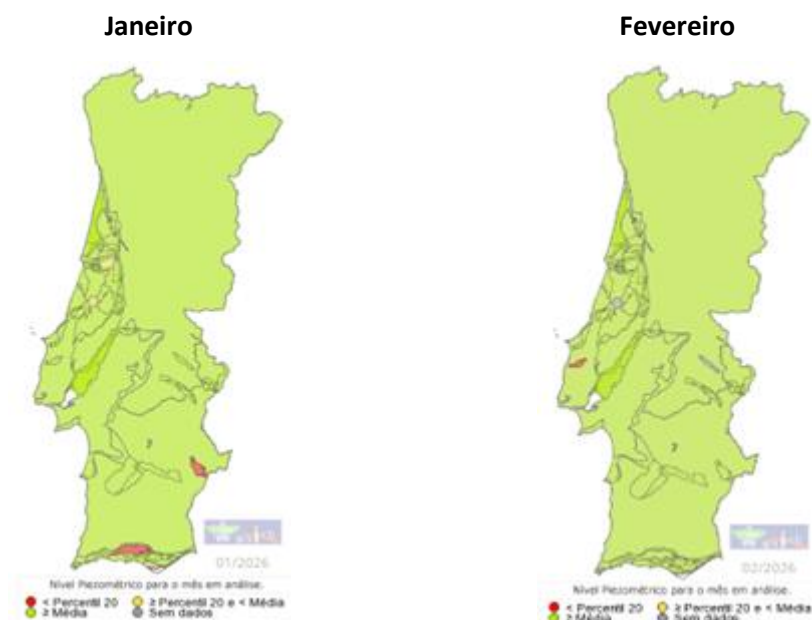 Janeiro
Fevereiro
?
?
01/2026
02/2026
Nível Piezométrico para o mês em análise.
< Percentil 20
≥ Percentil 20 e < Média
≥ Média
Sem dados
Nível Piezométrico para o mês em análise.
< Percentil 20
≥ Percentil 20 e < Média
≥ Média
Sem dados